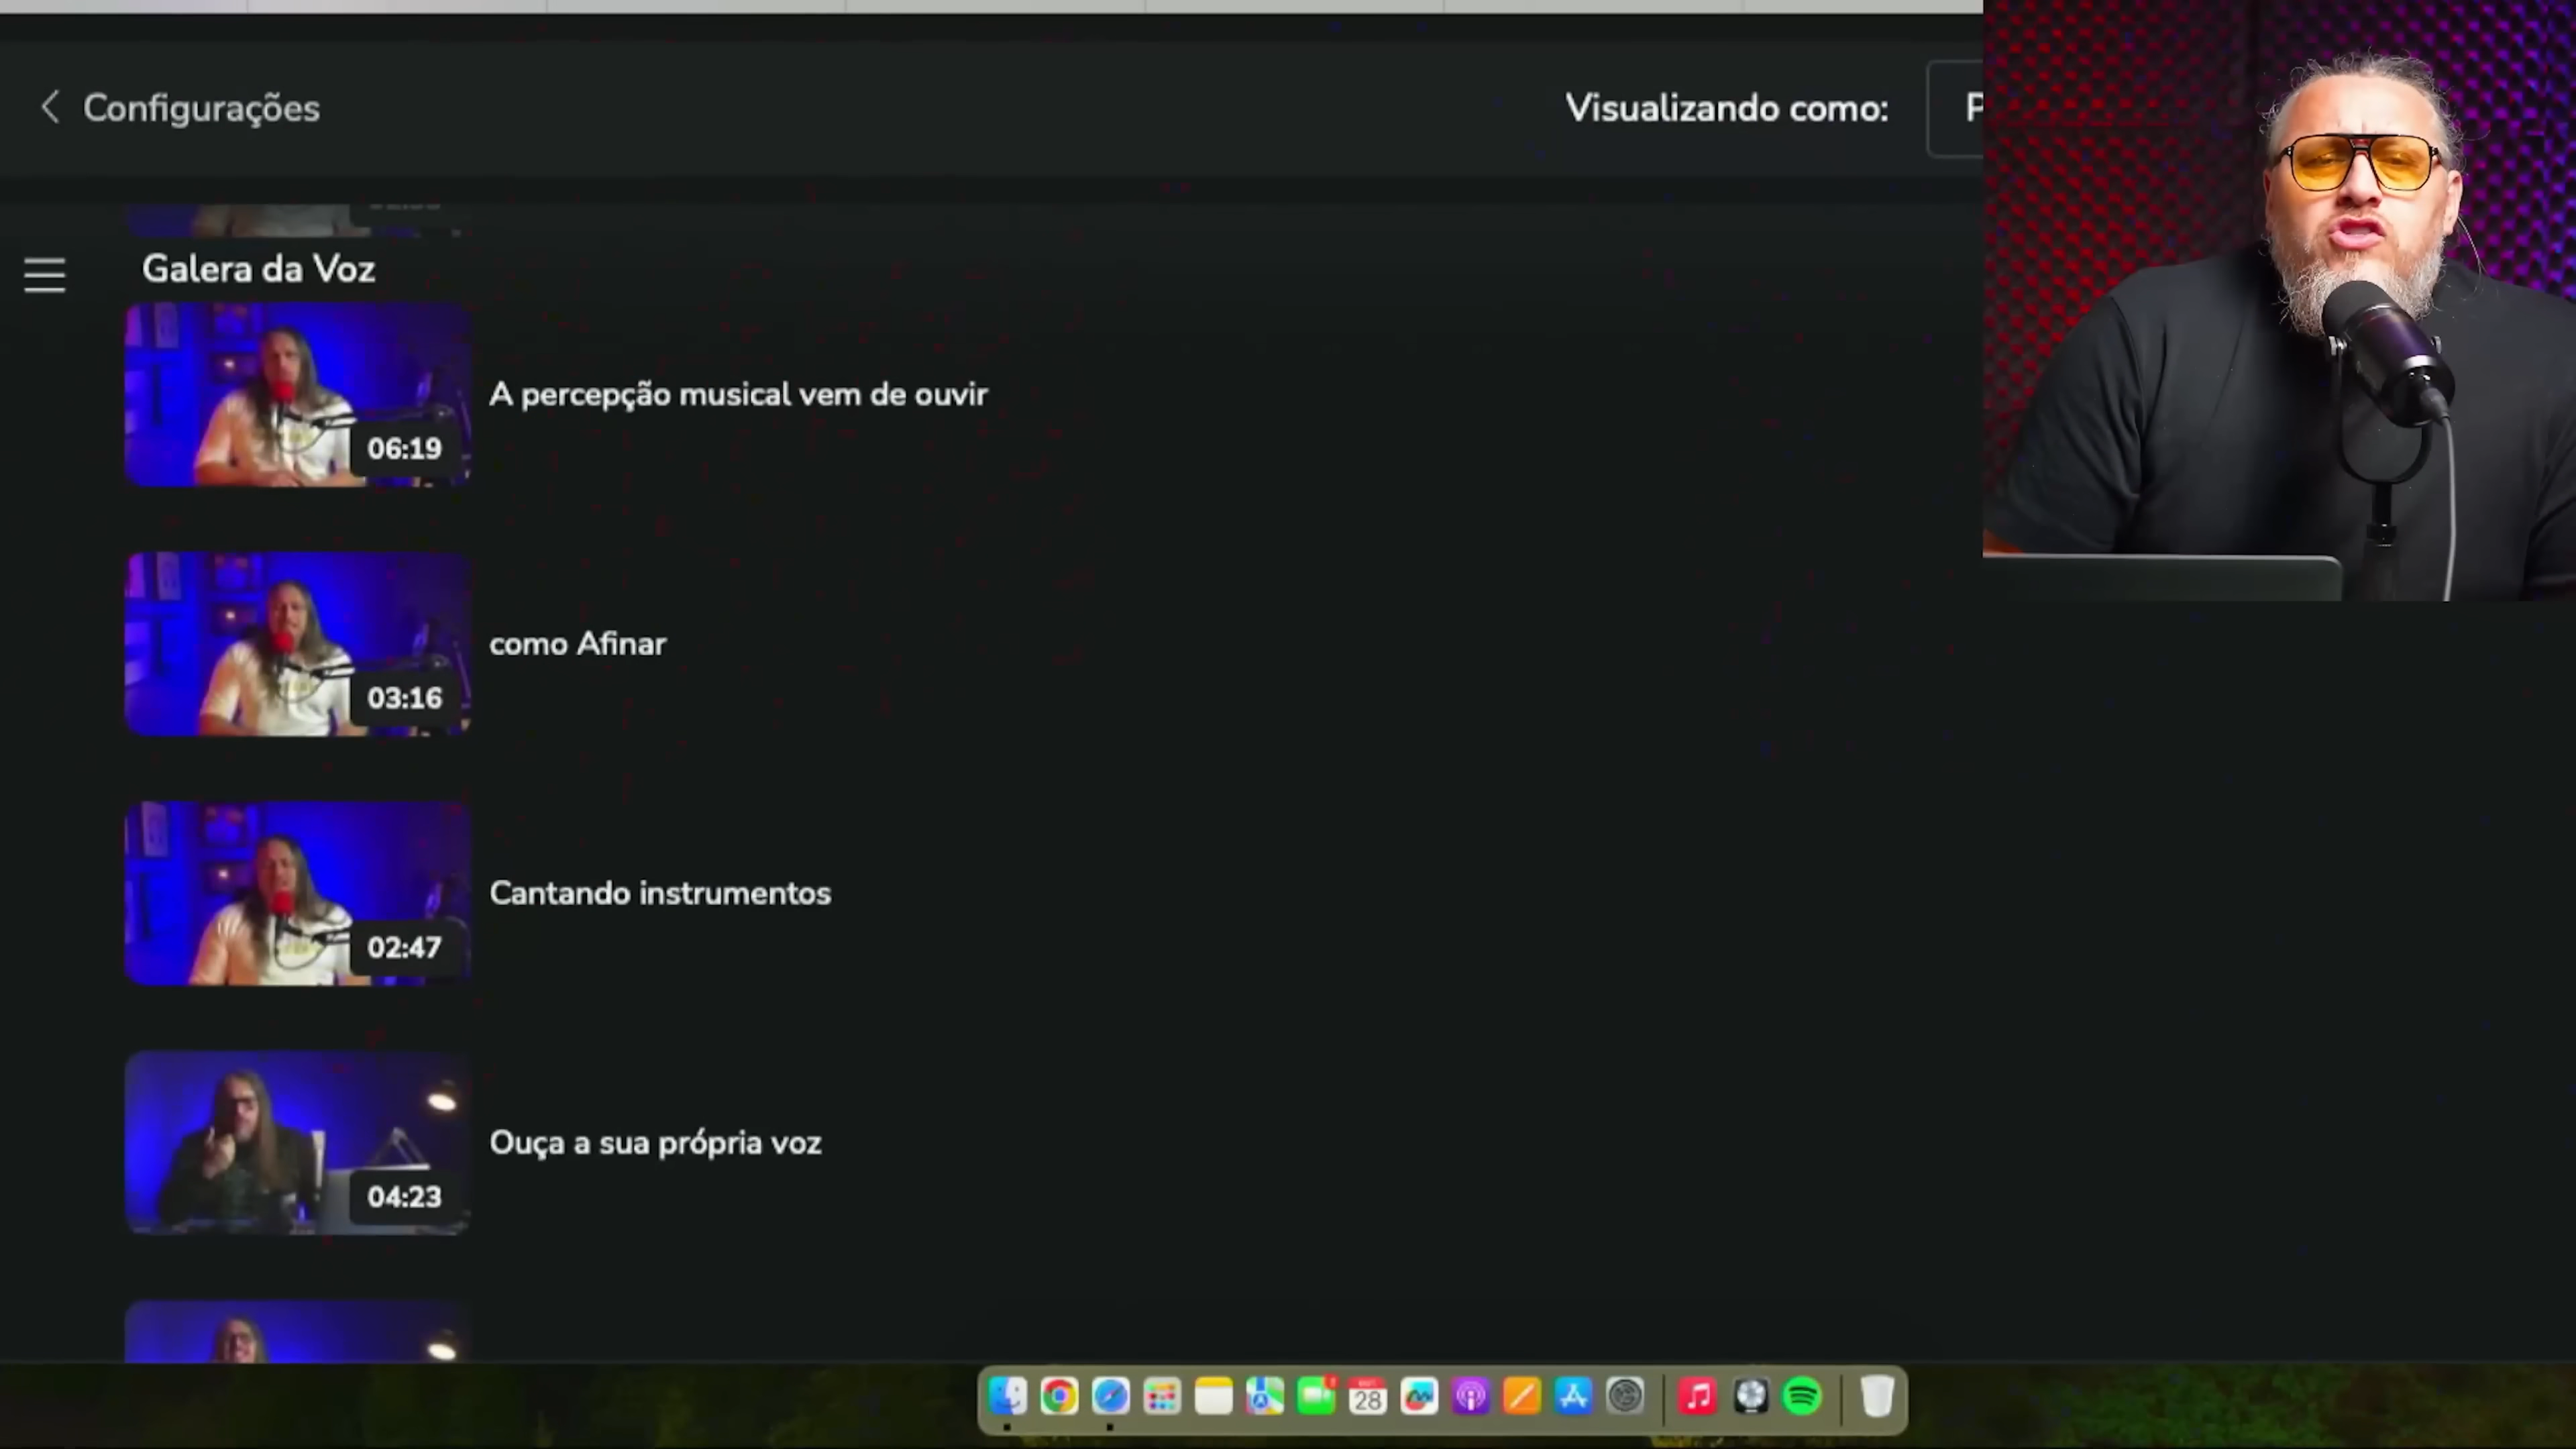 Configurações
Visualizando como:
Galera da Voz
06:19
A percepção musical vem de ouvir
03:16
como Afinar
02:47
Cantando instrumentos
04:23
Ouça a sua própria voz
28